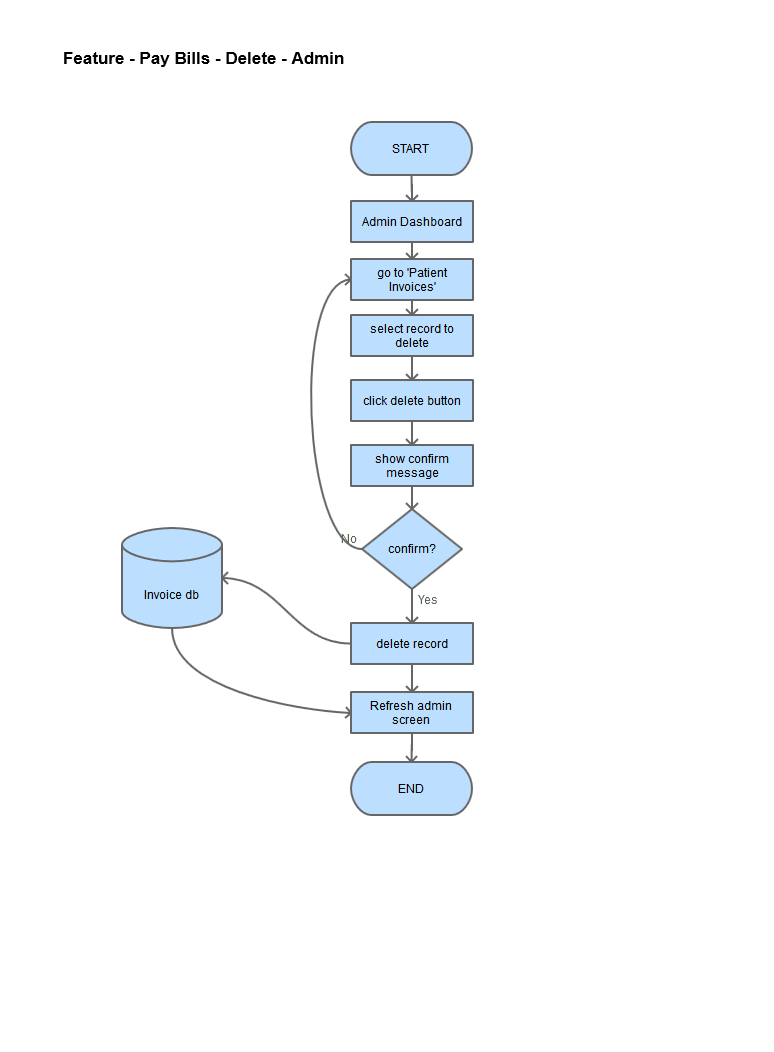 Feature - Pay Bills - Delete - Admin
START
Admin Dashboard
go to 'Patient
Invoices'
select record to
delete
click delete button
show confirm
message
No
confirm?
Yes
Invoice db
delete record
Refresh admin
screen
END